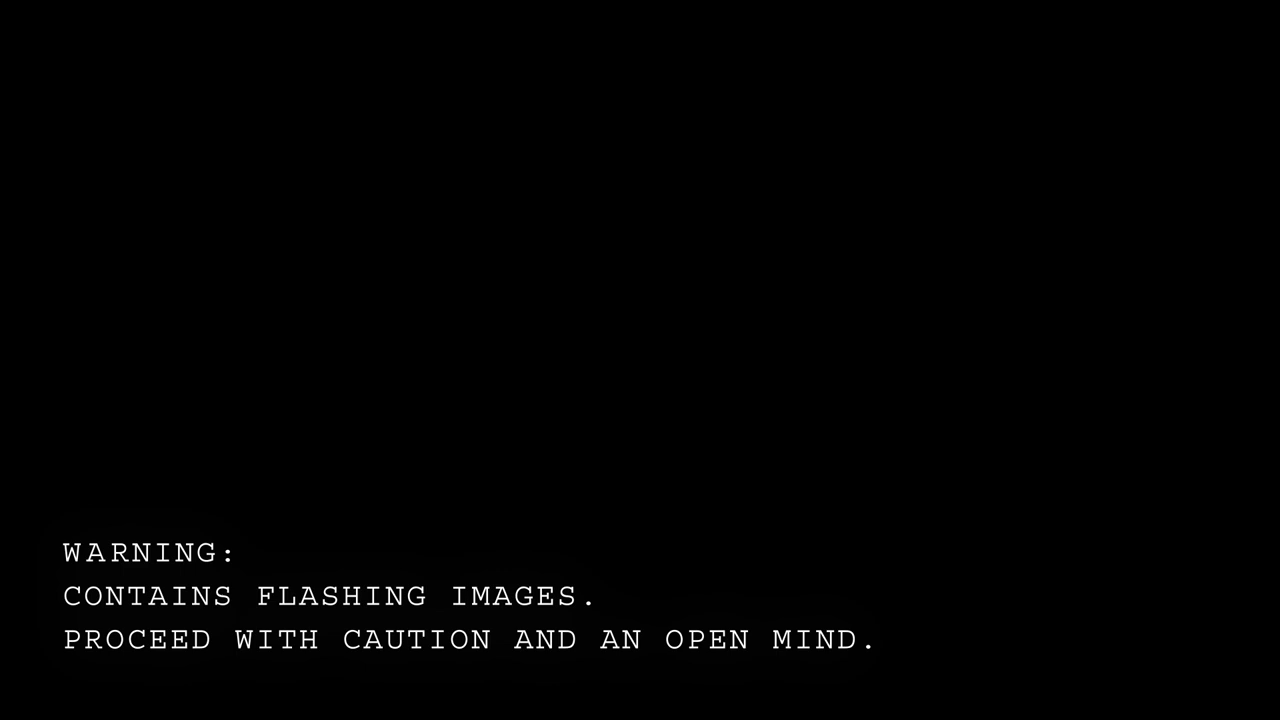 WARNING:
CONTAINS FLASHING IMAGES.
PROCEED WITH CAUTION AND AN OPEN MIND.